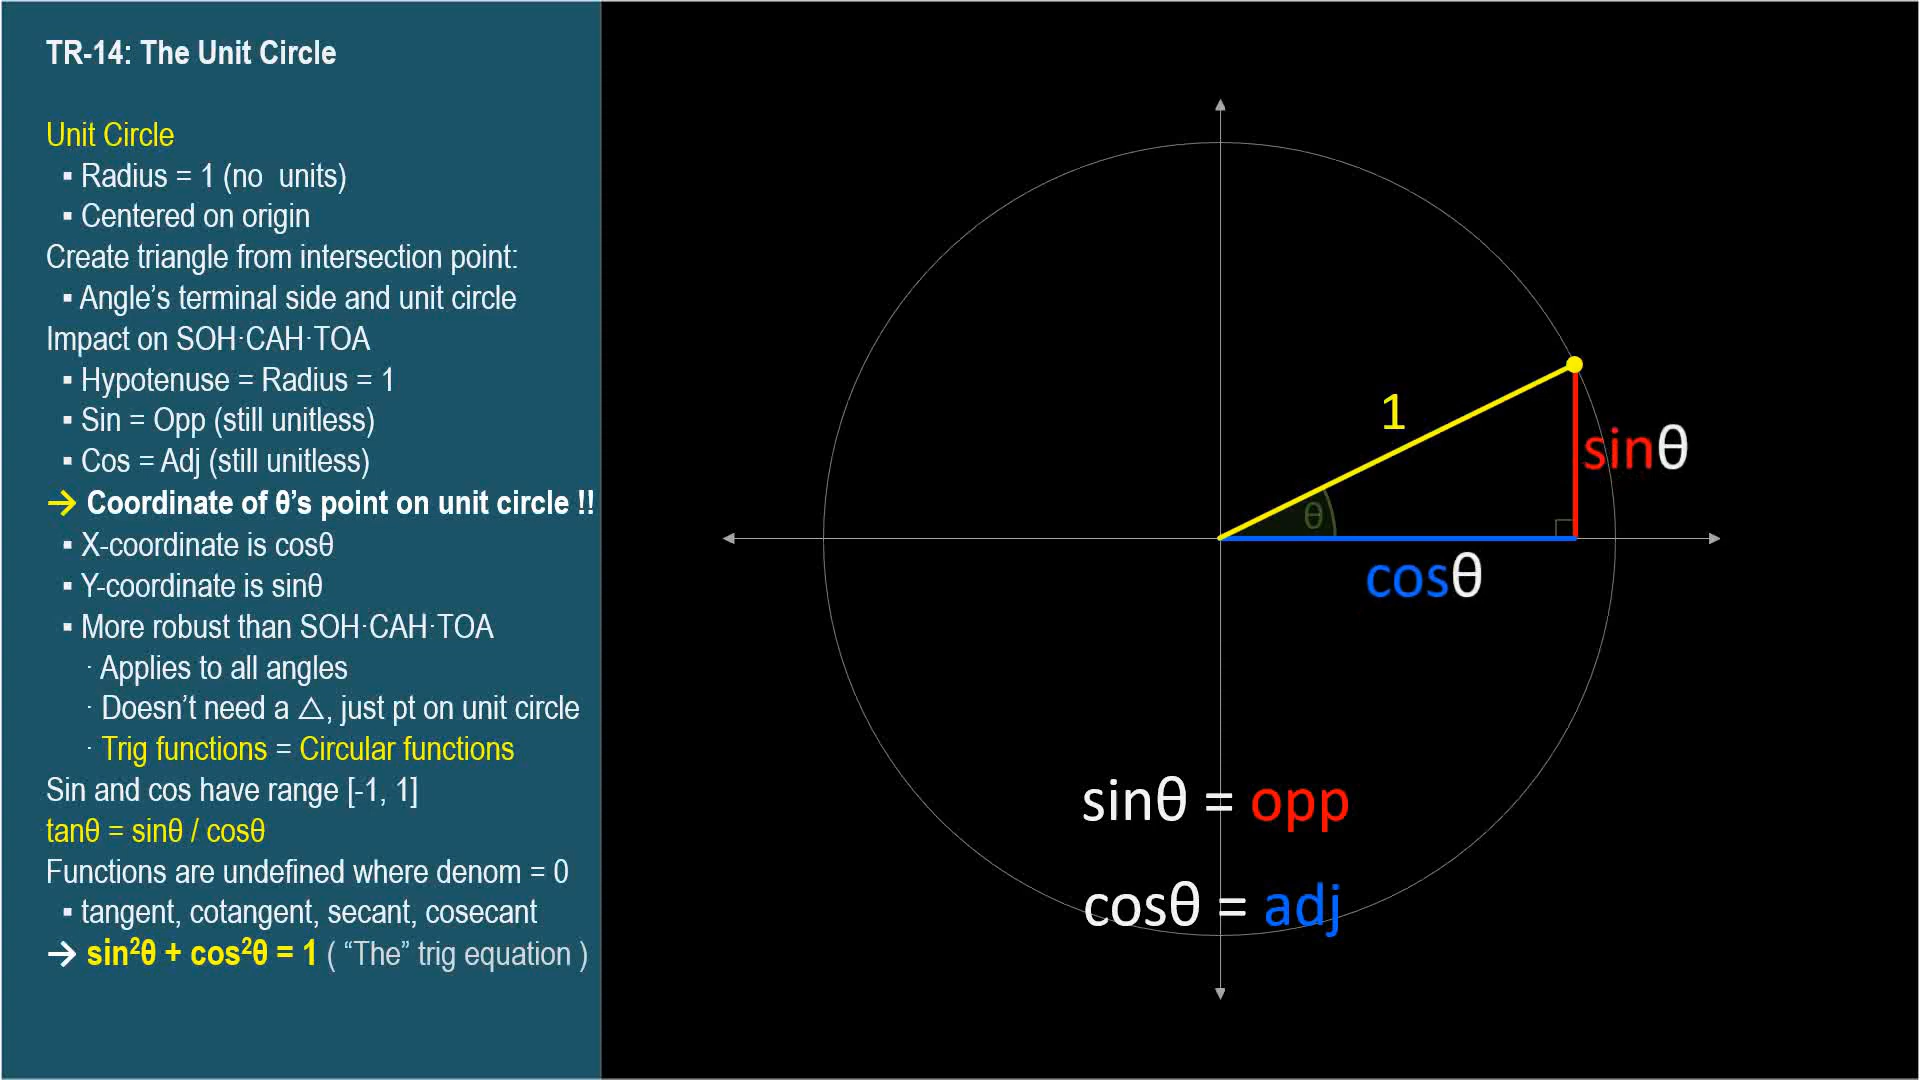 TR-14: The Unit Circle
Unit Circle
▪ Radius = 1 (no  units)
▪ Centered on origin
Create triangle from intersection point:
▪ Angle’s terminal side and unit circle
Impact on SOH·CAH·TOA
▪ Hypotenuse = Radius = 1
▪ Sin = Opp (still unitless)
▪ Cos = Adj (still unitless)
→ Coordinate of θ’s point on unit circle !!
▪ X-coordinate is cosθ
▪ Y-coordinate is sinθ
▪ More robust than SOH·CAH·TOA
· Applies to all angles
· Doesn’t need a △, just pt on unit circle
· Trig functions = Circular functions
Sin and cos have range [-1, 1]
tanθ = sinθ / cosθ
Functions are undefined where denom = 0
▪ tangent, cotangent, secant, cosecant
→ sin²θ + cos²θ = 1 ( “The” trig equation )
1
sinθ
θ
cosθ
sinθ = opp
cosθ = adj